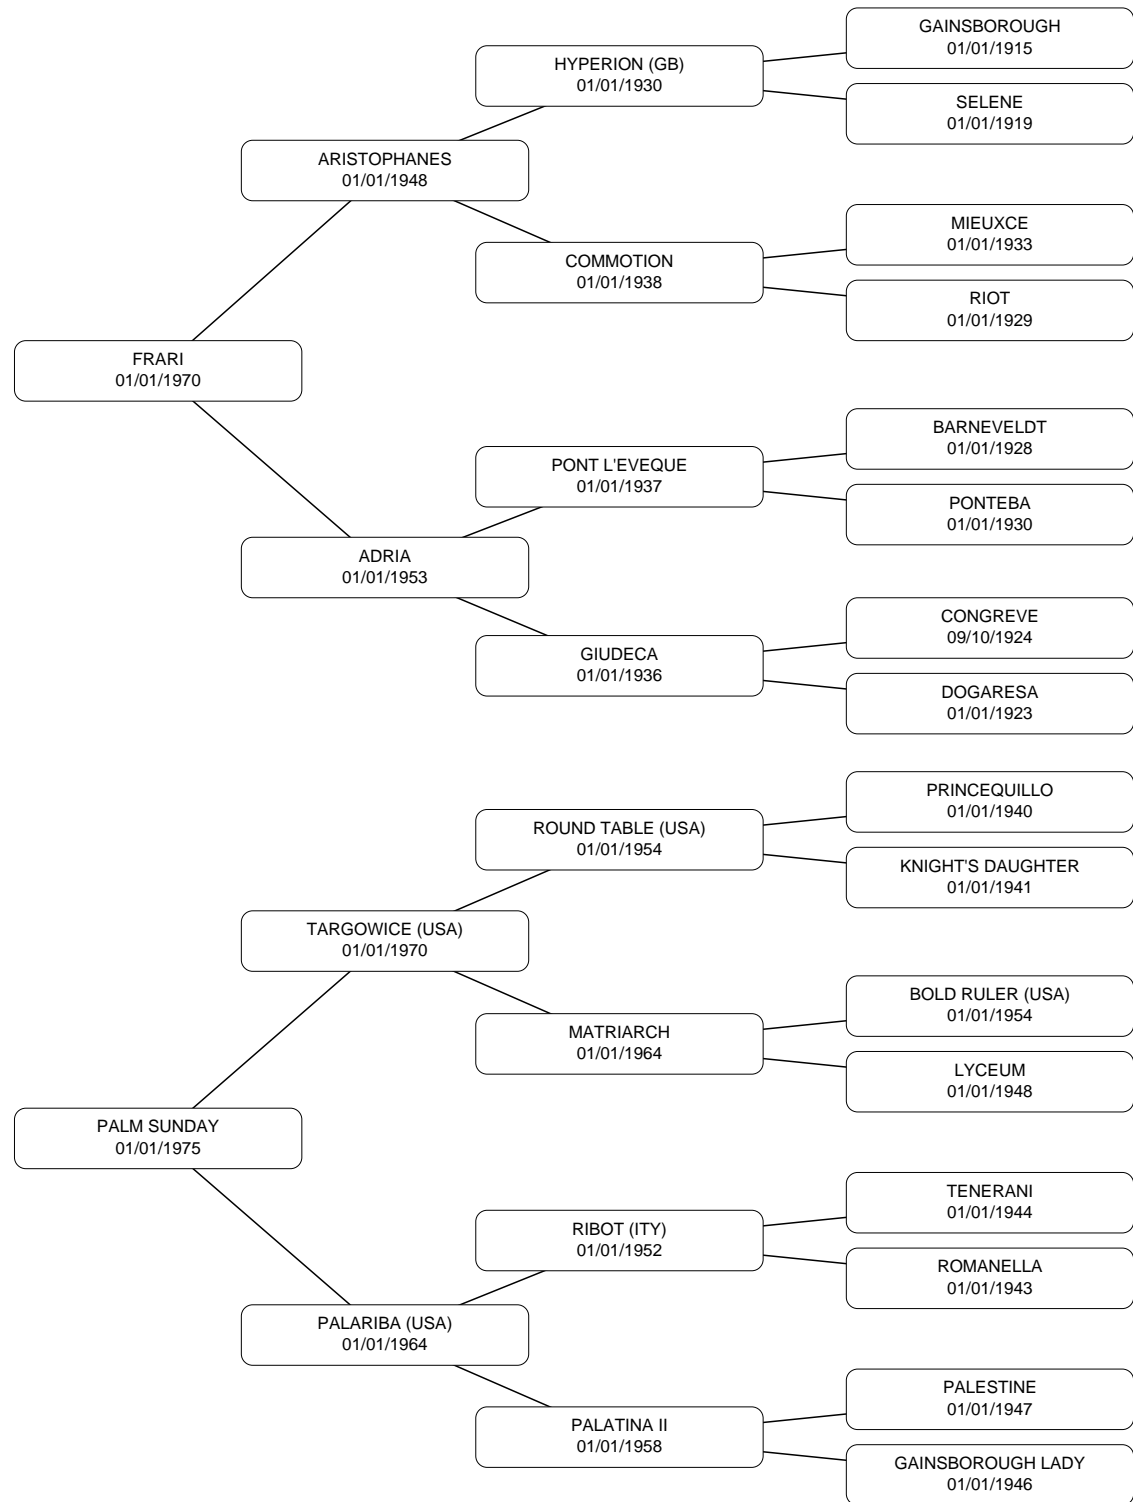 GAINSBOROUGH
01/01/1915
HYPERION (GB)
01/01/1930
SELENE
01/01/1919
ARISTOPHANES
01/01/1948
MIEUXCE
01/01/1933
COMMOTION
01/01/1938
RIOT
01/01/1929
FRARI
01/01/1970
BARNEVELDT
01/01/1928
PONT L'EVEQUE
01/01/1937
PONTEBA
01/01/1930
ADRIA
01/01/1953
CONGREVE
09/10/1924
GIUDECA
01/01/1936
DOGARESA
01/01/1923
PRINCEQUILLO
01/01/1940
ROUND TABLE (USA)
01/01/1954
KNIGHT'S DAUGHTER
01/01/1941
TARGOWICE (USA)
01/01/1970
BOLD RULER (USA)
01/01/1954
MATRIARCH
01/01/1964
LYCEUM
01/01/1948
PALM SUNDAY
01/01/1975
TENERANI
01/01/1944
RIBOT (ITY)
01/01/1952
ROMANELLA
01/01/1943
PALARIBA (USA)
01/01/1964
PALESTINE
01/01/1947
PALATINA II
01/01/1958
GAINSBOROUGH LADY
01/01/1946